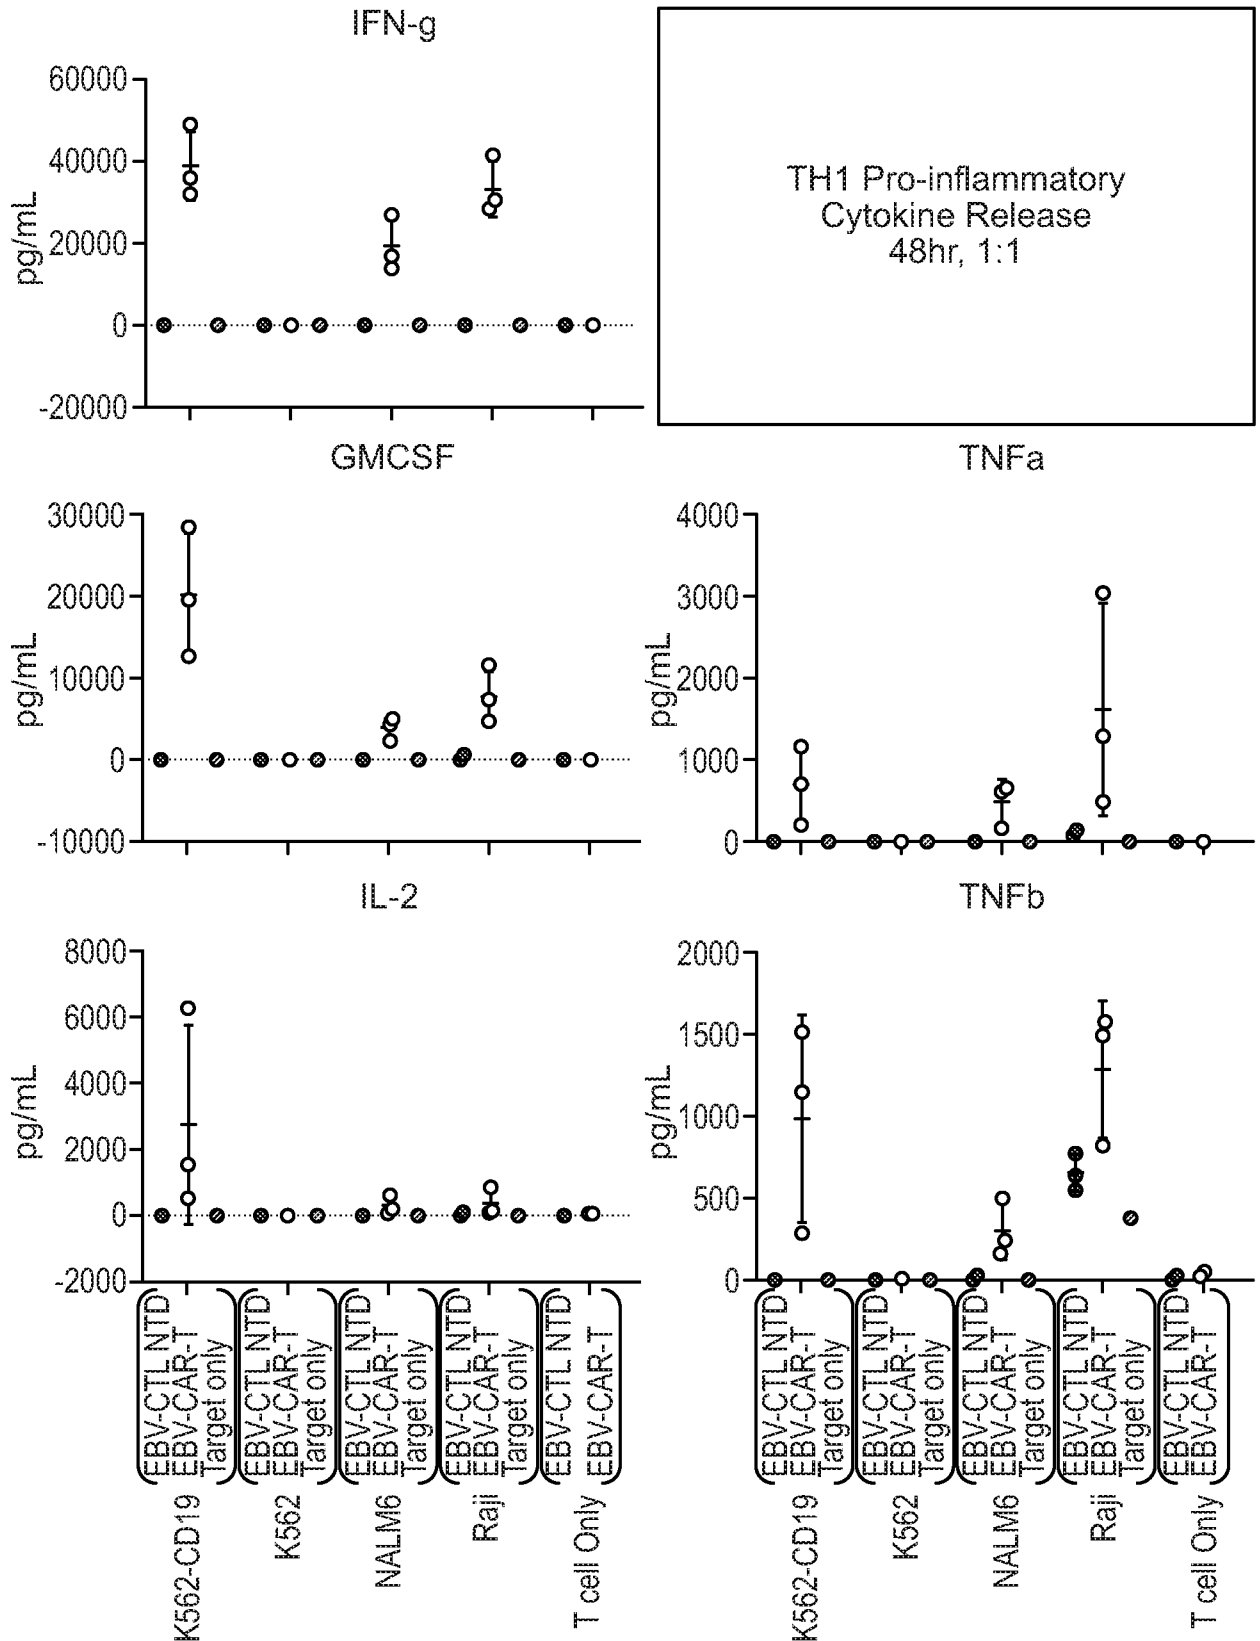 IFN-g
pg/mL
60000
40000
20000
0
-20000
TH1 Pro-inflammatory
Cytokine Release
48hr, 1:1
GMCSF
pg/mL
30000
20000
10000
0
-10000
TNFa
pg/mL
4000
3000
2000
1000
0
IL-2
pg/mL
8000
6000
4000
2000
0
-2000
EBV-CTL NTD
EBV-CAR-T
Target only
EBV-CTL NTD
EBV-CAR-T
Target only
EBV-CTL NTD
EBV-CAR-T
Target only
EBV-CTL NTD
EBV-CAR-T
Target only
EBV-CTL NTD
EBV-CAR-T
K562-CD19
K562
NALM6
Raji
T cell Only
TNFb
pg/mL
2000
1500
1000
500
0
EBV-CTL NTD
EBV-CAR-T
Target only
EBV-CTL NTD
EBV-CAR-T
Target only
EBV-CTL NTD
EBV-CAR-T
Target only
EBV-CTL NTD
EBV-CAR-T
Target only
EBV-CTL NTD
EBV-CAR-T
K562-CD19
K562
NALM6
Raji
T cell Only